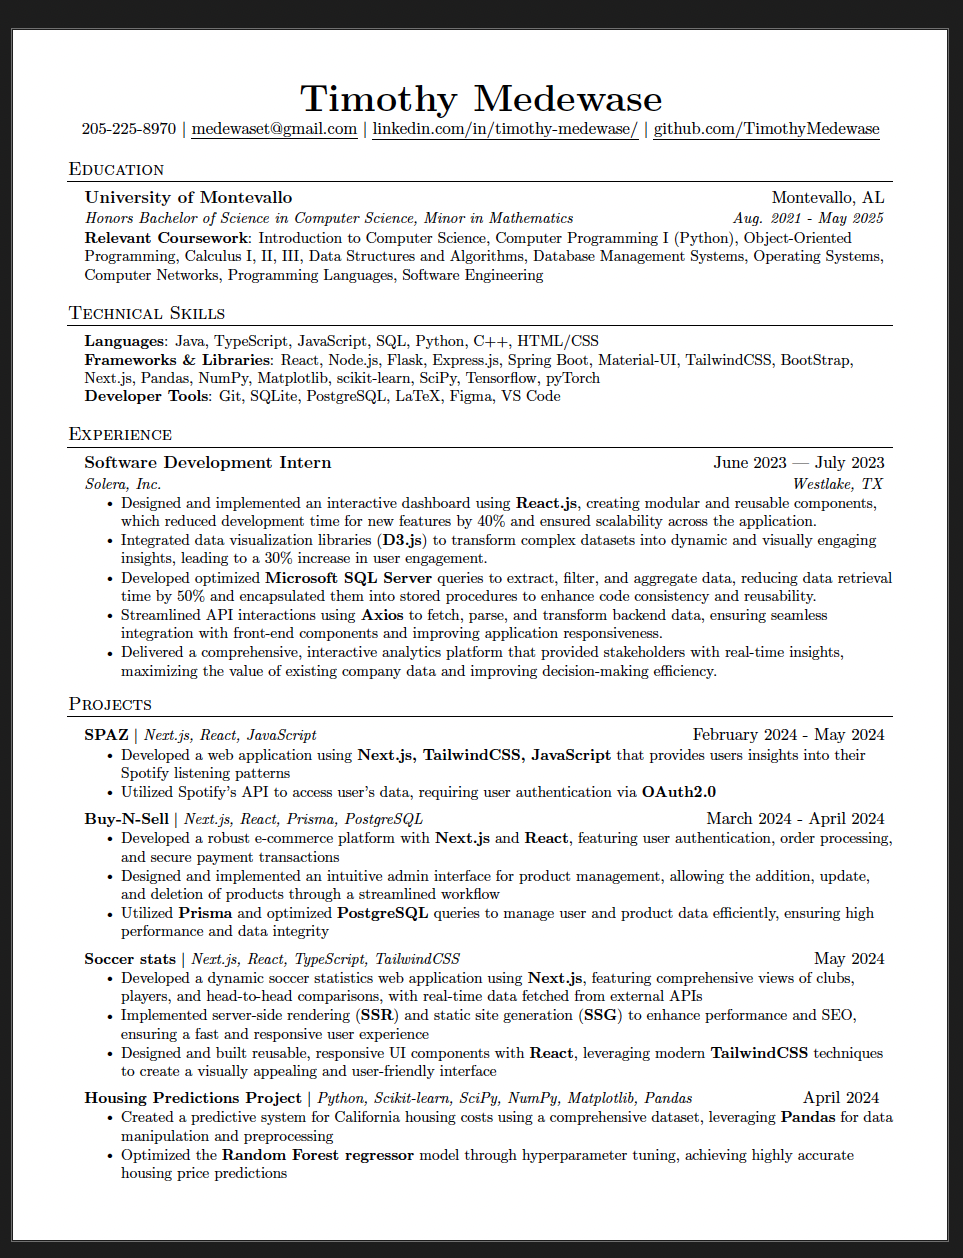 Timothy Medewase
205-225-8970 | medewaset@gmail.com | linkedin.com/in/timothy-medewase/ | github.com/TimothyMedewase
Education
University of Montevallo Montevallo, AL
Honors Bachelor of Science in Computer Science, Minor in Mathematics Aug. 2021 - May 2025
Relevant Coursework: Introduction to Computer Science, Computer Programming I (Python), Object-Oriented
Programming, Calculus I, II, III, Data Structures and Algorithms, Database Management Systems, Operating Systems,
Computer Networks, Programming Languages, Software Engineering
Technical Skills
Languages: Java, TypeScript, JavaScript, SQL, Python, C++, HTML/CSS
Frameworks & Libraries: React, Node.js, Flask, Express.js, Spring Boot, Material-UI, TailwindCSS, BootStrap,
Next.js, Pandas, NumPy, Matplotlib, scikit-learn, SciPy, Tensorflow, pyTorch
Developer Tools: Git, SQLite, PostgreSQL, LaTeX, Figma, VS Code
Experience
Software Development Intern June 2023 — July 2023
Solera, Inc. Westlake, TX
• Designed and implemented an interactive dashboard using React.js, creating modular and reusable components,
which reduced development time for new features by 40% and ensured scalability across the application.
• Integrated data visualization libraries (D3.js) to transform complex datasets into dynamic and visually engaging
insights, leading to a 30% increase in user engagement.
• Developed optimized Microsoft SQL Server queries to extract, filter, and aggregate data, reducing data retrieval
time by 50% and encapsulated them into stored procedures to enhance code consistency and reusability.
• Streamlined API interactions using Axios to fetch, parse, and transform backend data, ensuring seamless
integration with front-end components and improving application responsiveness.
• Delivered a comprehensive, interactive analytics platform that provided stakeholders with real-time insights,
maximizing the value of existing company data and improving decision-making efficiency.
Projects
SPAZ | Next.js, React, JavaScript February 2024 - May 2024
• Developed a web application using Next.js, TailwindCSS, JavaScript that provides users insights into their
Spotify listening patterns
• Utilized Spotify's API to access user's data, requiring user authentication via OAuth2.0
Buy-N-Sell | Next.js, React, Prisma, PostgreSQL March 2024 - April 2024
• Developed a robust e-commerce platform with Next.js and React, featuring user authentication, order processing,
and secure payment transactions
• Designed and implemented an intuitive admin interface for product management, allowing the addition, update,
and deletion of products through a streamlined workflow
• Utilized Prisma and optimized PostgreSQL queries to manage user and product data efficiently, ensuring high
performance and data integrity
Soccer stats | Next.js, React, TypeScript, TailwindCSS May 2024
• Developed a dynamic soccer statistics web application using Next.js, featuring comprehensive views of clubs,
players, and head-to-head comparisons, with real-time data fetched from external APIs
• Implemented server-side rendering (SSR) and static site generation (SSG) to enhance performance and SEO,
ensuring a fast and responsive user experience
• Designed and built reusable, responsive UI components with React, leveraging modern TailwindCSS techniques
to create a visually appealing and user-friendly interface
Housing Predictions Project | Python, Scikit-learn, SciPy, NumPy, Matplotlib, Pandas April 2024
• Created a predictive system for California housing costs using a comprehensive dataset, leveraging Pandas for data
manipulation and preprocessing
• Optimized the Random Forest regressor model through hyperparameter tuning, achieving highly accurate
housing price predictions